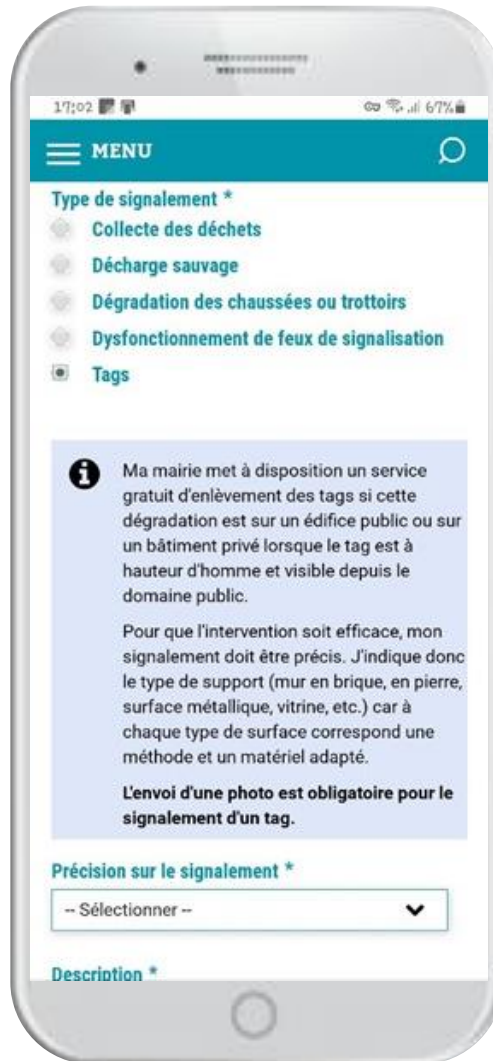 17:02 67%
MENU
Type de signalement *
Collecte des déchets
Décharge sauvage
Dégradation des chaussées ou trottoirs
Dysfonctionnement de feux de signalisation
Tags
Ma mairie met à disposition un service
gratuit d'enlèvement des tags si cette
dégradation est sur un édifice public ou sur
un bâtiment privé lorsque le tag est à
hauteur d'homme et visible depuis le
domaine public.
Pour que l'intervention soit efficace, mon
signalement doit être précis. J'indique donc
le type de support (mur en brique, en pierre,
surface métallique, vitrine, etc.) car à
chaque type de surface correspond une
méthode et un matériel adapté.
L'envoi d'une photo est obligatoire pour le
signalement d'un tag.
Précision sur le signalement *
-- Sélectionner --
Description *